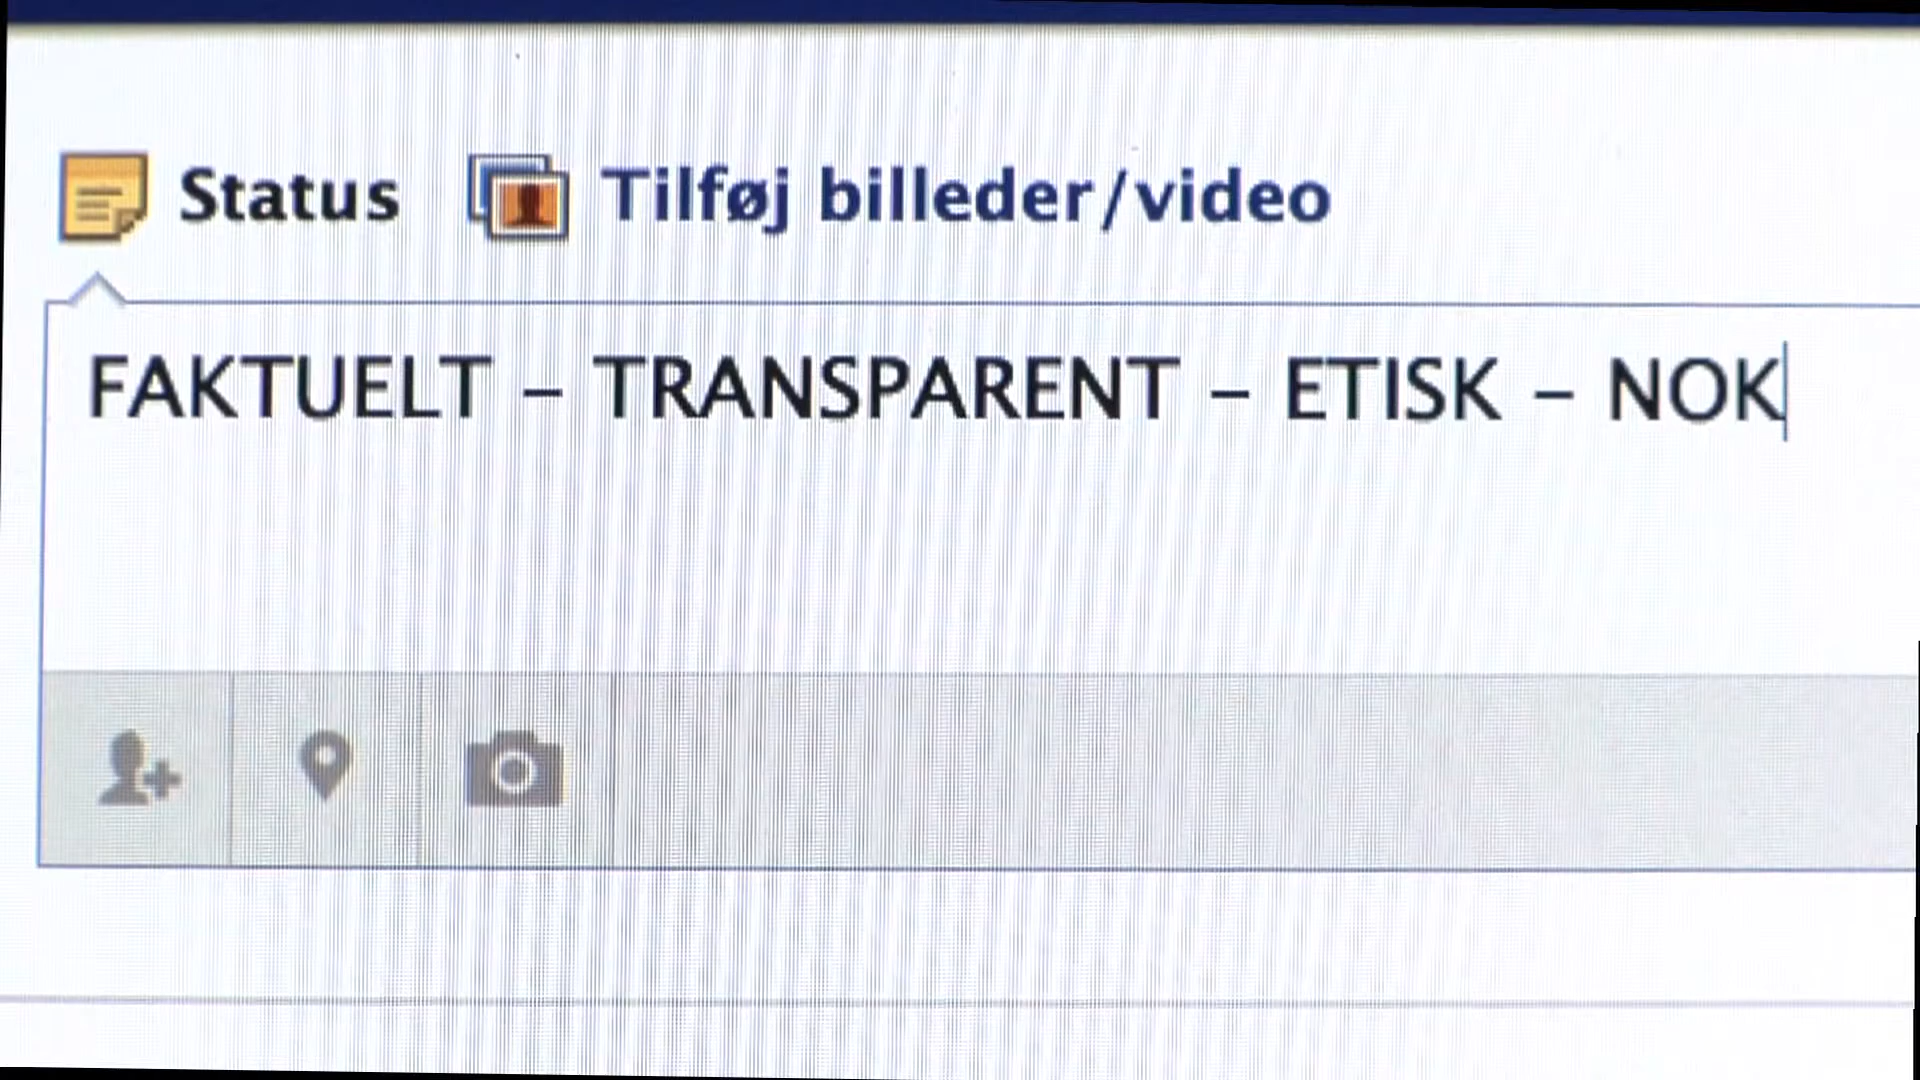 Status Tilføj billeder/video
FAKTUELT – TRANSPARENT – ETISK – NOK